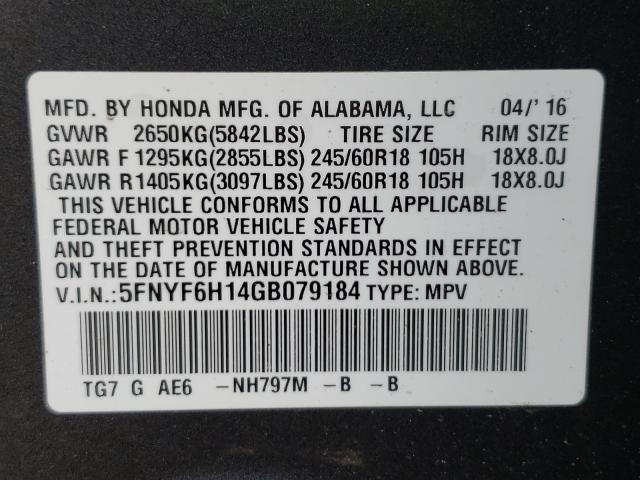 MFD. BY HONDA MFG. OF ALABAMA, LLC 04/' 16
GVWR 2650KG(5842LBS) TIRE SIZE RIM SIZE
GAWR F 1295KG(2855LBS) 245/60R18 105H 18X8.0J
GAWR R1405KG(3097LBS) 245/60R18 105H 18X8.0J
THIS VEHICLE CONFORMS TO ALL APPLICABLE
FEDERAL MOTOR VEHICLE SAFETY
AND THEFT PREVENTION STANDARDS IN EFFECT
ON THE DATE OF MANUFACTURE SHOWN ABOVE.
V.I.N.:5FNYF6H14GB079184 TYPE: MPV
TG7 G AE6 -NH797M -B -B